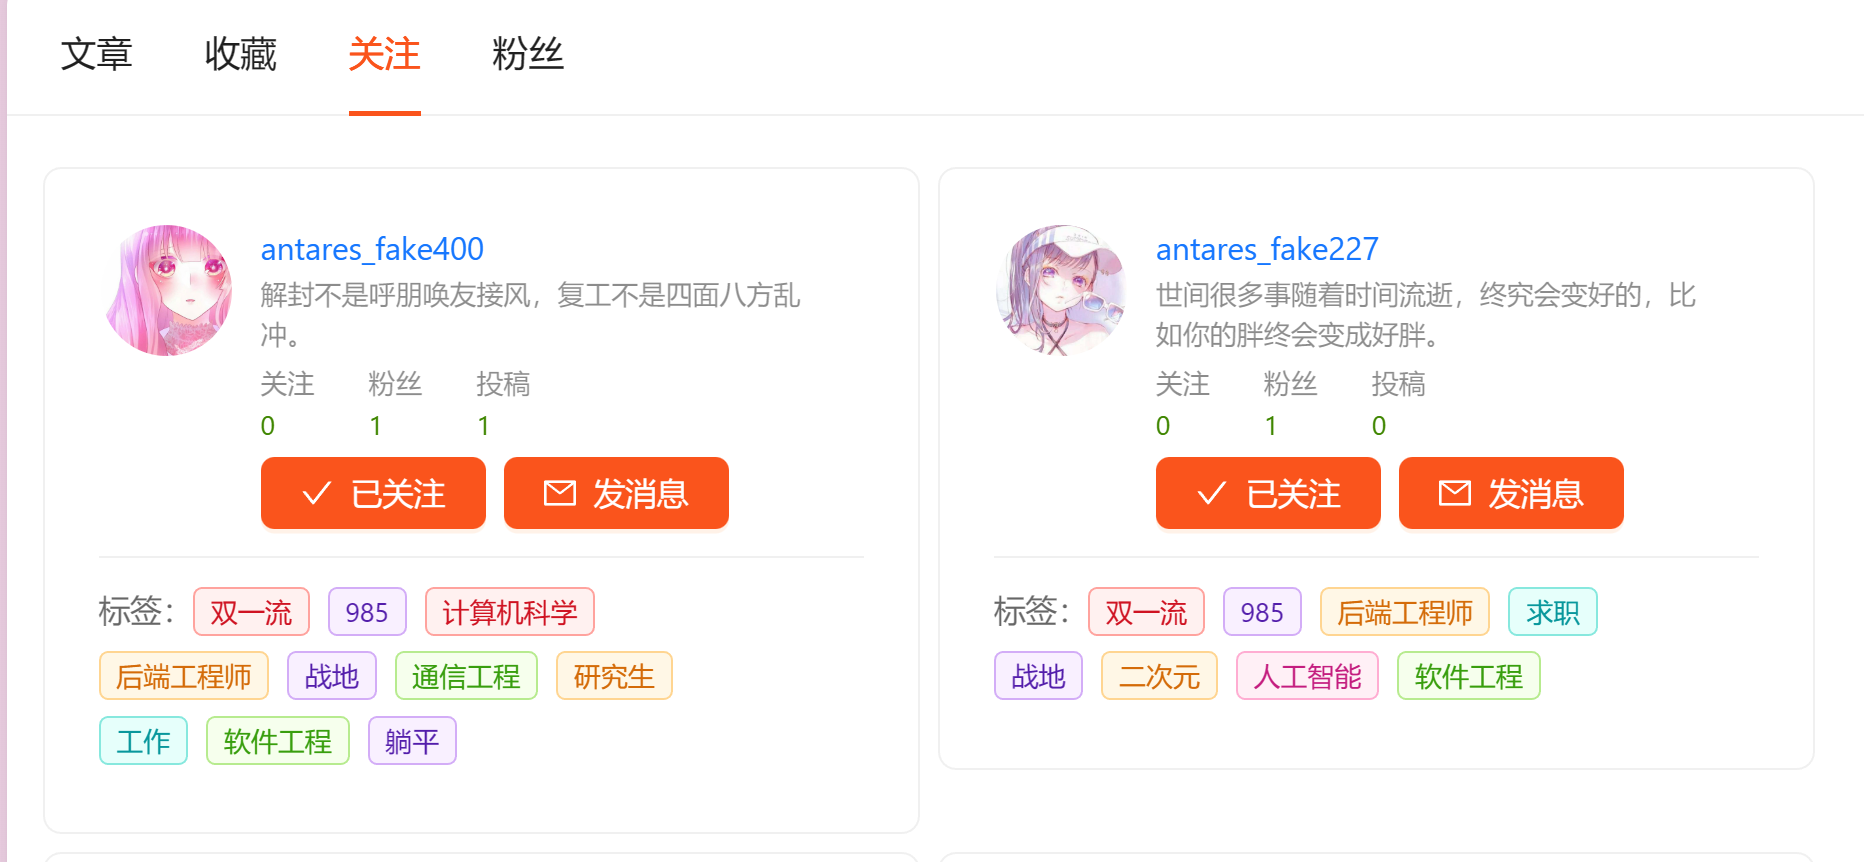 文章 收藏 关注 粉丝
antares_fake400
解封不是呼朋唤友接风，复工不是四面八方乱
冲。
关注 粉丝 投稿
0 1 1
已关注 发消息
标签： 双一流 985 计算机科学
后端工程师 战地 通信工程 研究生
工作 软件工程 躺平
antares_fake227
世间很多事随着时间流逝，终究会变好的，比
如你的胖终会变成好胖。
关注 粉丝 投稿
0 1 0
已关注 发消息
标签： 双一流 985 后端工程师 求职
战地 二次元 人工智能 软件工程